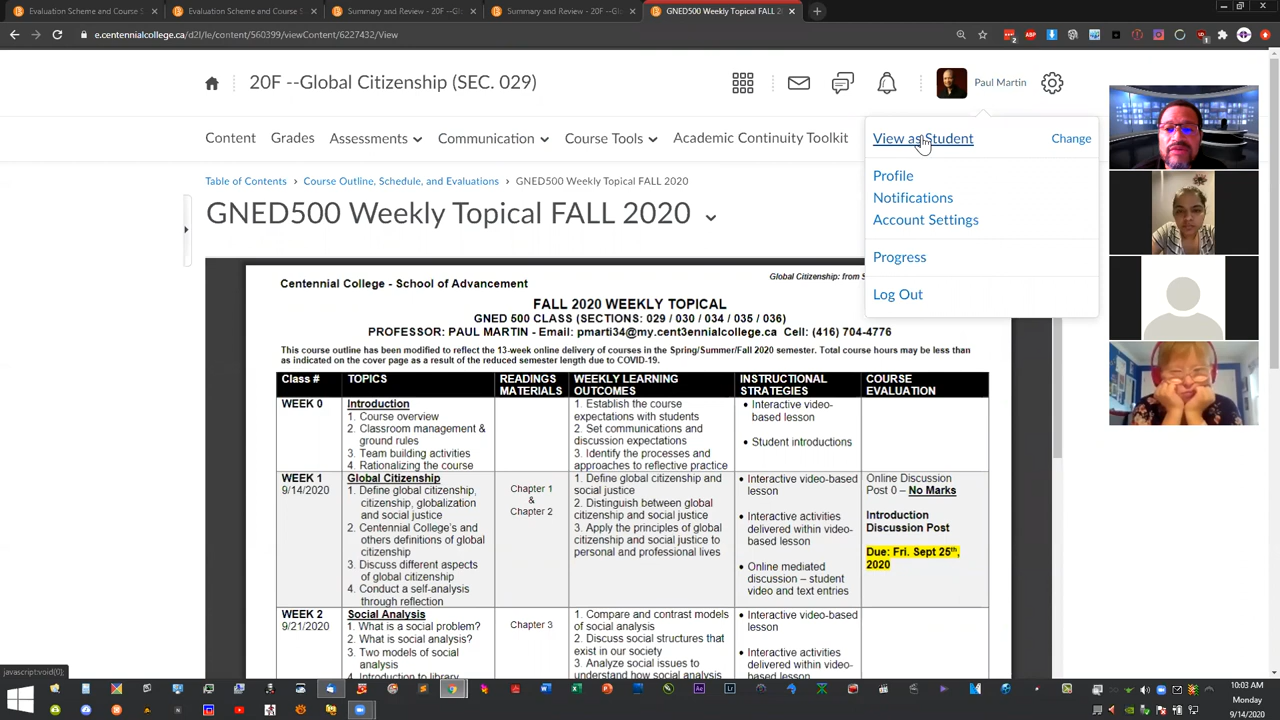 Evaluation Scheme and Course S
Evaluation Scheme and Course S
Summary and Review - 20F --Gl
Summary and Review - 20F --Gl
GNED500 Weekly Topical FALL 2
e.centennialcollege.ca/d2l/le/content/560399/viewContent/6227432/View
20F --Global Citizenship (SEC. 029)
Paul Martin
Content Grades Assessments Communication Course Tools Academic Continuity Toolkit
View as Student Change
Profile
Notifications
Account Settings
Progress
Log Out
Table of Contents > Course Outline, Schedule, and Evaluations > GNED500 Weekly Topical FALL 2020
GNED500 Weekly Topical FALL 2020
Centennial College - School of Advancement
Global Citizenship: from
FALL 2020 WEEKLY TOPICAL
GNED 500 CLASS (SECTIONS: 029 / 030 / 034 / 035 / 036)
PROFESSOR: PAUL MARTIN - Email: pmarti34@my.cent3ennialcollege.ca Cell: (416) 704-4776
This course outline has been modified to reflect the 13-week online delivery of courses in the Spring/Summer/Fall 2020 semester. Total course hours may be less than
as indicated on the cover page as a result of the reduced semester length due to COVID-19.
Class #
TOPICS
READINGS
MATERIALS
WEEKLY LEARNING
OUTCOMES
INSTRUCTIONAL
STRATEGIES
COURSE
EVALUATION
WEEK 0
Introduction
1. Course overview
2. Classroom management &
ground rules
3. Team building activities
4. Rationalizing the course
1. Establish the course
expectations with students
2. Set communications and
discussion expectations
3. Identify the processes and
approaches to reflective practice
• Interactive video-
based lesson
• Student introductions
WEEK 1
9/14/2020
Global Citizenship
1. Define global citizenship,
citizenship, globalization
and social justice
2. Centennial College's and
others definitions of global
citizenship
3. Discuss different aspects
of global citizenship
4. Conduct a self-analysis
through reflection
Chapter 1
&
Chapter 2
1. Define global citizenship and
social justice
2. Distinguish between global
citizenship and social justice
3. Apply the principles of global
citizenship and social justice to
personal and professional lives
• Interactive video-based
lesson
• Interactive activities
delivered within video-
based lesson
• Online mediated
discussion – student
video and text entries
Online Discussion
Post 0 – No Marks
Introduction
Discussion Post
Due: Fri. Sept 25th,
2020
WEEK 2
9/21/2020
Social Analysis
1. What is a social problem?
2. What is social analysis?
3. Two models of social
analysis
4. Introduction to library
Chapter 3
1. Compare and contrast models
of social analysis
2. Discuss social structures that
exist in our society
3. Analyze social issues to
understand how social analysis
• Interactive video-based
lesson
• Interactive activities
delivered within video-
based lesson
javascript:void(0);
10:03 AM
Monday
9/14/2020